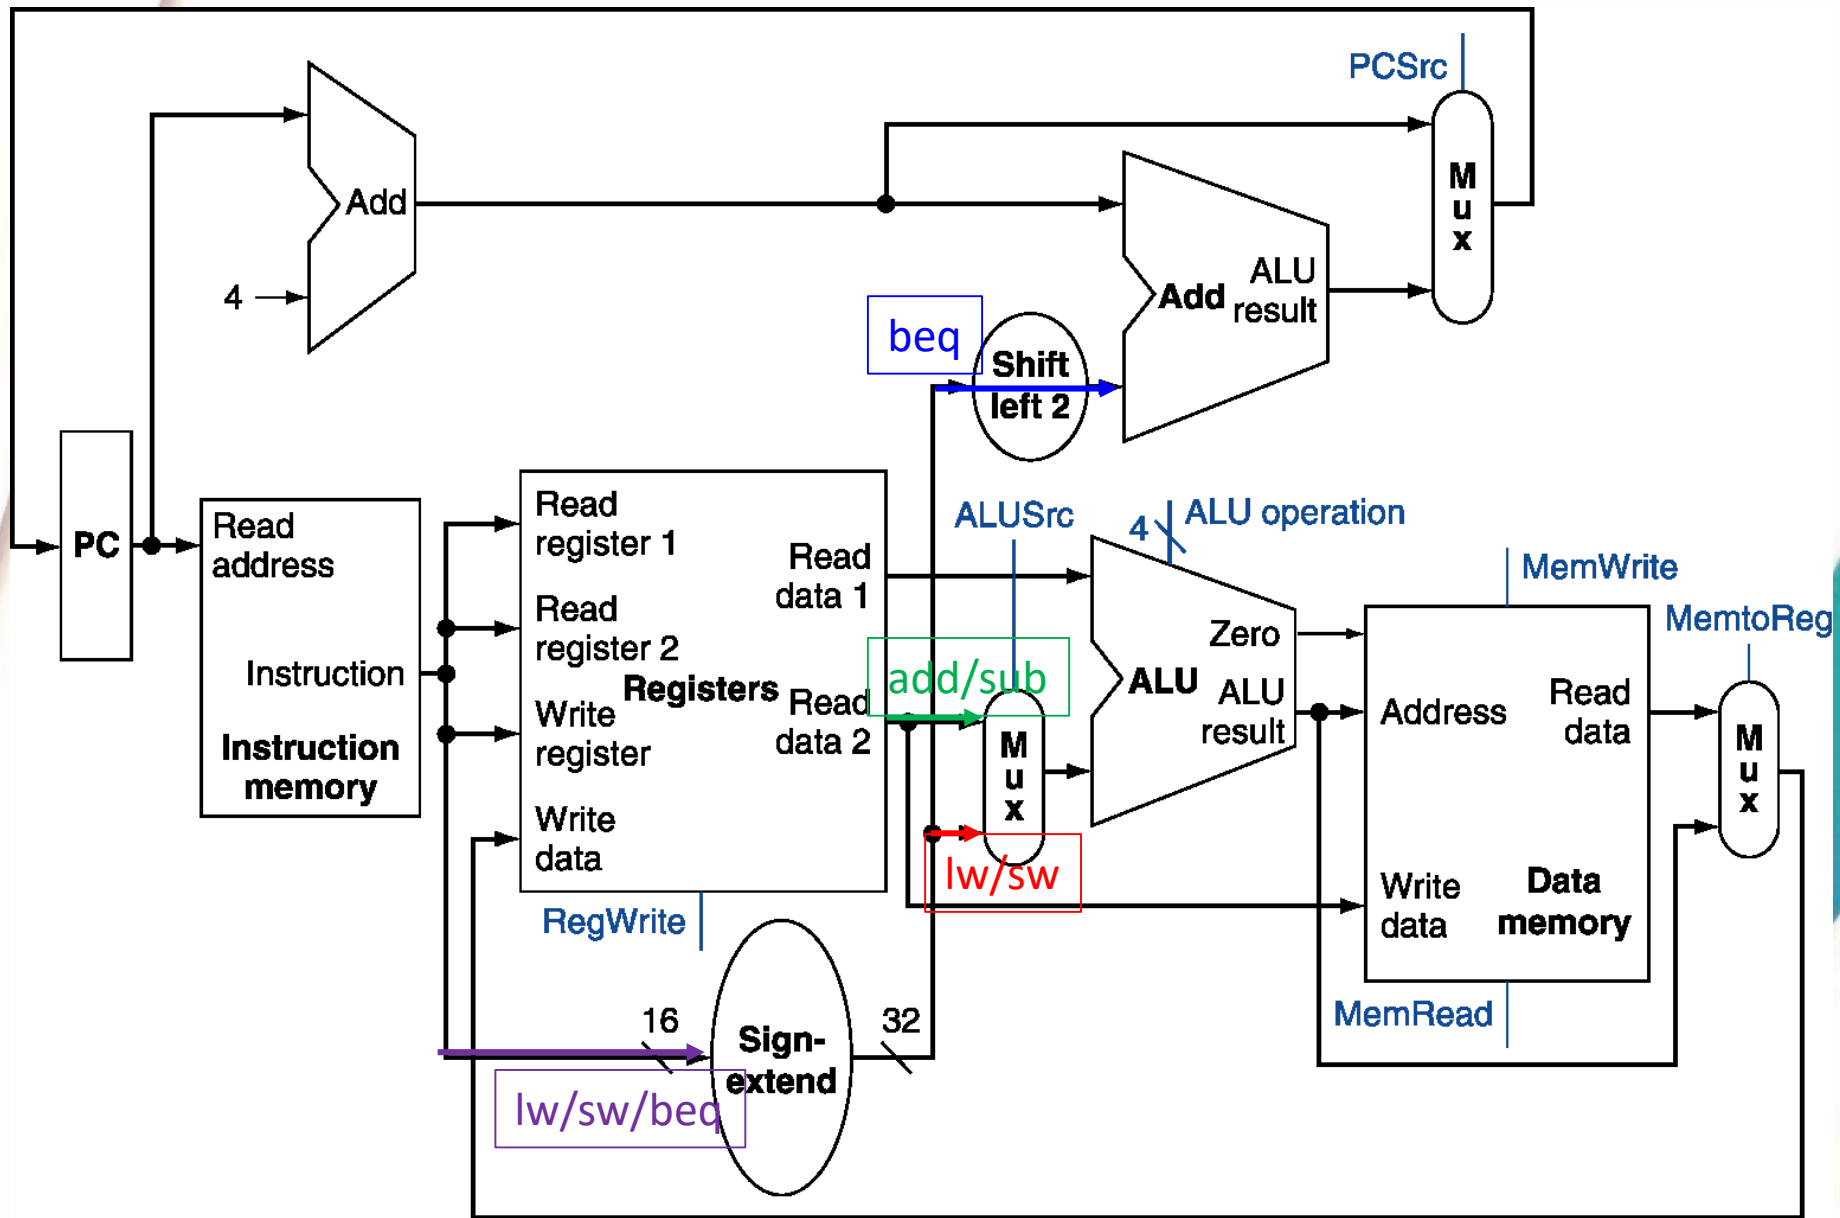 PCSrc
M
u
x
Add
4
Add
ALU
result
beq
Shift
left 2
PC
Read
address
Instruction
Instruction
memory
Read
register 1
Read
register 2
Registers
Write
register
Write
data
Read
data 1
Read
data 2
RegWrite
add/sub
ALUSrc
M
u
x
lw/sw
4
ALU operation
Zero
ALU
ALU
result
MemWrite
Address
Read
data
Write
data
Data
memory
MemRead
MemtoReg
M
u
x
16
Sign-
extend
32
lw/sw/beq